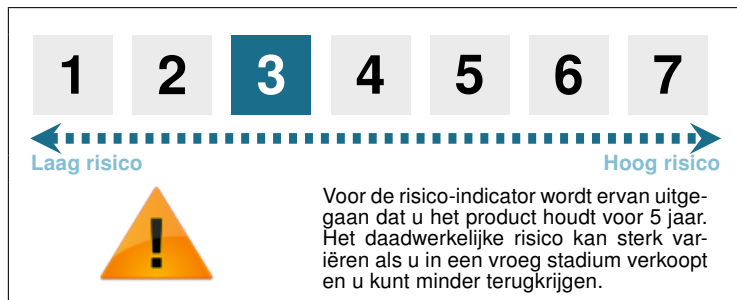 1 2 3 4 5 6 7
Laag risico Hoog risico
!
Voor de risico-indicator wordt ervan uitge-
gaan dat u het product houdt voor 5 jaar.
Het daadwerkelijke risico kan sterk var-
iëren als u in een vroeg stadium verkoopt
en u kunt minder terugkrijgen.